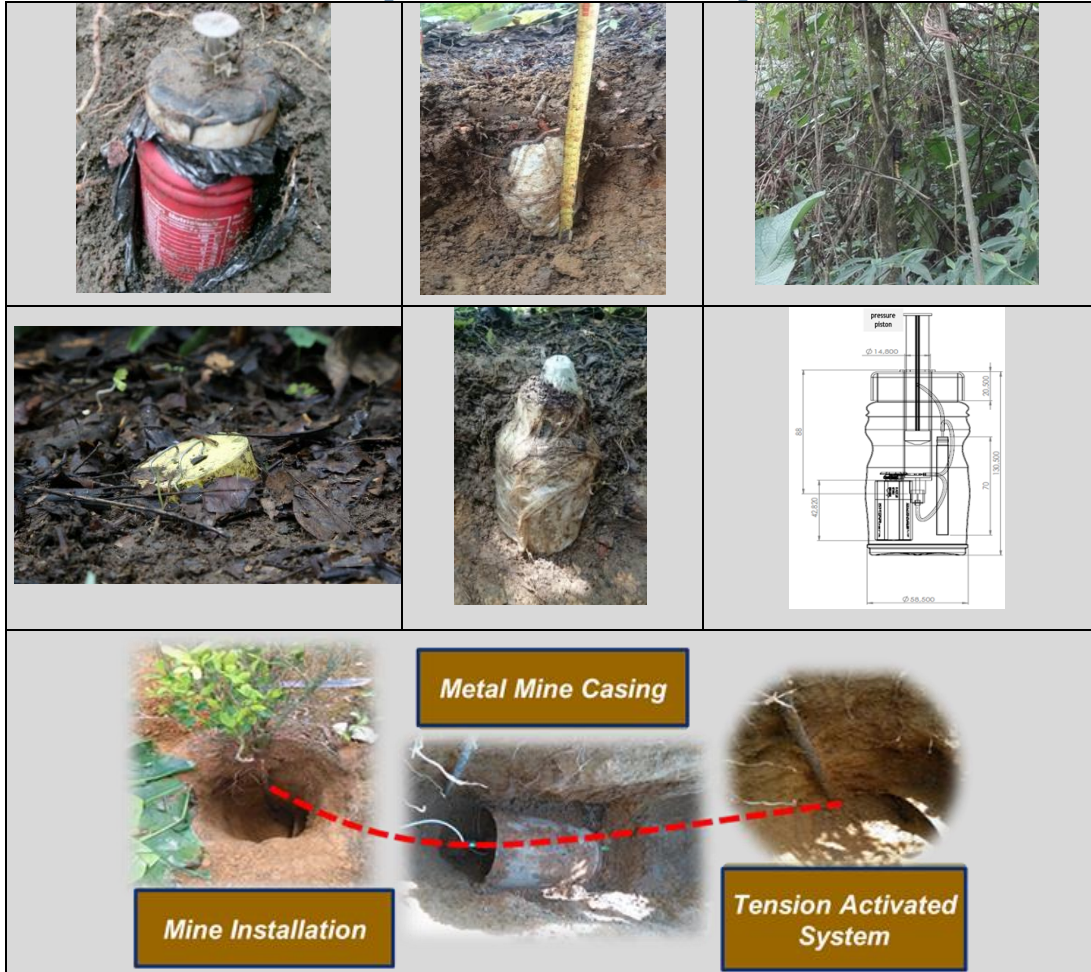 pressure
piston
Ø 14,800
20,500
88
130,500
70
42,820
Ø 58,500
Metal Mine Casing
Mine Installation
Tension Activated
System